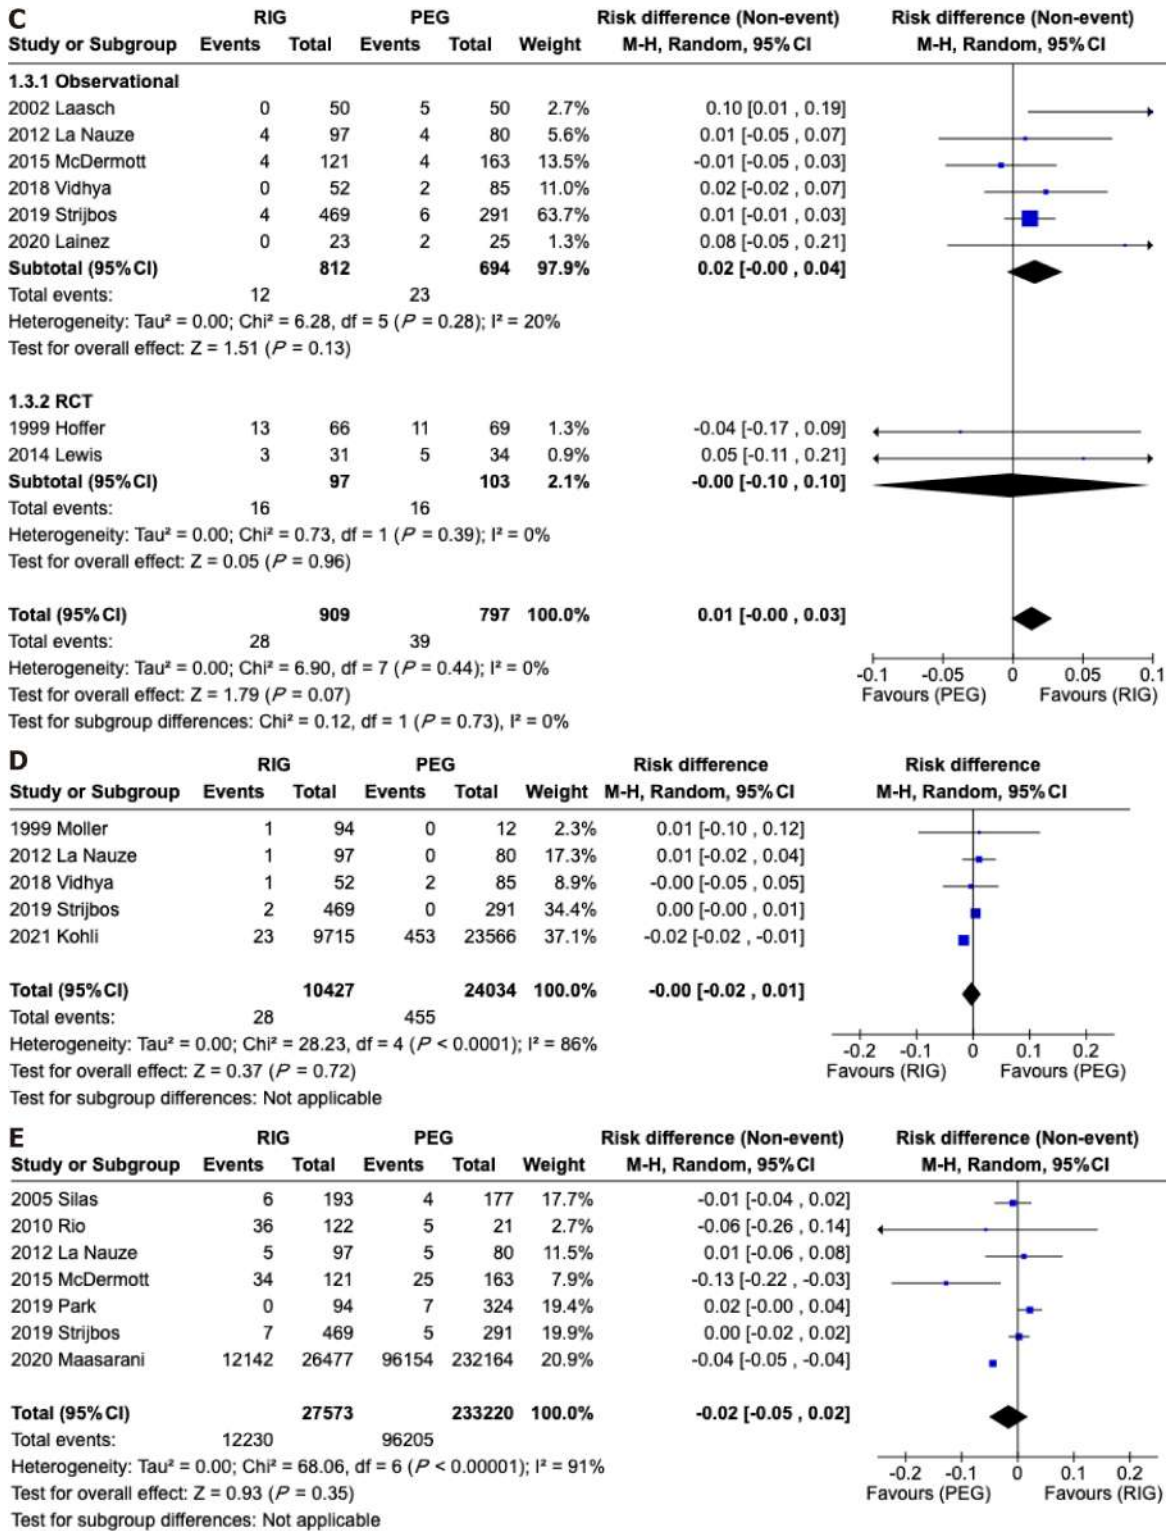 C RIG PEG Risk difference (Non-event) Risk difference (Non-event)
Study or Subgroup Events Total Events Total Weight M-H, Random, 95% CI M-H, Random, 95% CI
1.3.1 Observational
2002 Laasch 0 50 5 50 2.7% 0.10 [0.01 , 0.19]
2012 La Nauze 4 97 4 80 5.6% 0.01 [-0.05 , 0.07]
2015 McDermott 4 121 4 163 13.5% -0.01 [-0.05 , 0.03]
2018 Vidhya 0 52 2 85 11.0% 0.02 [-0.02 , 0.07]
2019 Strijbos 4 469 6 291 63.7% 0.01 [-0.01 , 0.03]
2020 Lainez 0 23 2 25 1.3% 0.08 [-0.05 , 0.21]
Subtotal (95% CI) 812 694 97.9% 0.02 [-0.00 , 0.04]
Total events: 12 23
Heterogeneity: Tau² = 0.00; Chi² = 6.28, df = 5 (P = 0.28); I² = 20%
Test for overall effect: Z = 1.51 (P = 0.13)
1.3.2 RCT
1999 Hoffer 13 66 11 69 1.3% -0.04 [-0.17 , 0.09]
2014 Lewis 3 31 5 34 0.9% 0.05 [-0.11 , 0.21]
Subtotal (95% CI) 97 103 2.1% -0.00 [-0.10 , 0.10]
Total events: 16 16
Heterogeneity: Tau² = 0.00; Chi² = 0.73, df = 1 (P = 0.39); I² = 0%
Test for overall effect: Z = 0.05 (P = 0.96)
Total (95% CI) 909 797 100.0% 0.01 [-0.00 , 0.03]
Total events: 28 39
Heterogeneity: Tau² = 0.00; Chi² = 6.90, df = 7 (P = 0.44); I² = 0%
-0.1 -0.05 0 0.05 0.1
Test for overall effect: Z = 1.79 (P = 0.07)
Favours (PEG) Favours (RIG)
Test for subgroup differences: Chi² = 0.12, df = 1 (P = 0.73), I² = 0%
D RIG PEG Risk difference Risk difference
Study or Subgroup Events Total Events Total Weight M-H, Random, 95% CI M-H, Random, 95% CI
1999 Moller 1 94 0 12 2.3% 0.01 [-0.10 , 0.12]
2012 La Nauze 1 97 0 80 17.3% 0.01 [-0.02 , 0.04]
2018 Vidhya 1 52 2 85 8.9% -0.00 [-0.05 , 0.05]
2019 Strijbos 2 469 0 291 34.4% 0.00 [-0.00 , 0.01]
2021 Kohli 23 9715 453 23566 37.1% -0.02 [-0.02 , -0.01]
Total (95% CI) 10427 24034 100.0% -0.00 [-0.02 , 0.01]
Total events: 28 455
Heterogeneity: Tau² = 0.00; Chi² = 28.23, df = 4 (P < 0.0001); I² = 86%
-0.2 -0.1 0 0.1 0.2
Test for overall effect: Z = 0.37 (P = 0.72)
Favours (RIG) Favours (PEG)
Test for subgroup differences: Not applicable
E RIG PEG Risk difference (Non-event) Risk difference (Non-event)
Study or Subgroup Events Total Events Total Weight M-H, Random, 95% CI M-H, Random, 95% CI
2005 Silas 6 193 4 177 17.7% -0.01 [-0.04 , 0.02]
2010 Rio 36 122 5 21 2.7% -0.06 [-0.26 , 0.14]
2012 La Nauze 5 97 5 80 11.5% 0.01 [-0.06 , 0.08]
2015 McDermott 34 121 25 163 7.9% -0.13 [-0.22 , -0.03]
2019 Park 0 94 7 324 19.4% 0.02 [-0.00 , 0.04]
2019 Strijbos 7 469 5 291 19.9% 0.00 [-0.02 , 0.02]
2020 Maasarani 12142 26477 96154 232164 20.9% -0.04 [-0.05 , -0.04]
Total (95% CI) 27573 233220 100.0% -0.02 [-0.05 , 0.02]
Total events: 12230 96205
Heterogeneity: Tau² = 0.00; Chi² = 68.06, df = 6 (P < 0.00001); I² = 91%
-0.2 -0.1 0 0.1 0.2
Test for overall effect: Z = 0.93 (P = 0.35)
Favours (PEG) Favours (RIG)
Test for subgroup differences: Not applicable